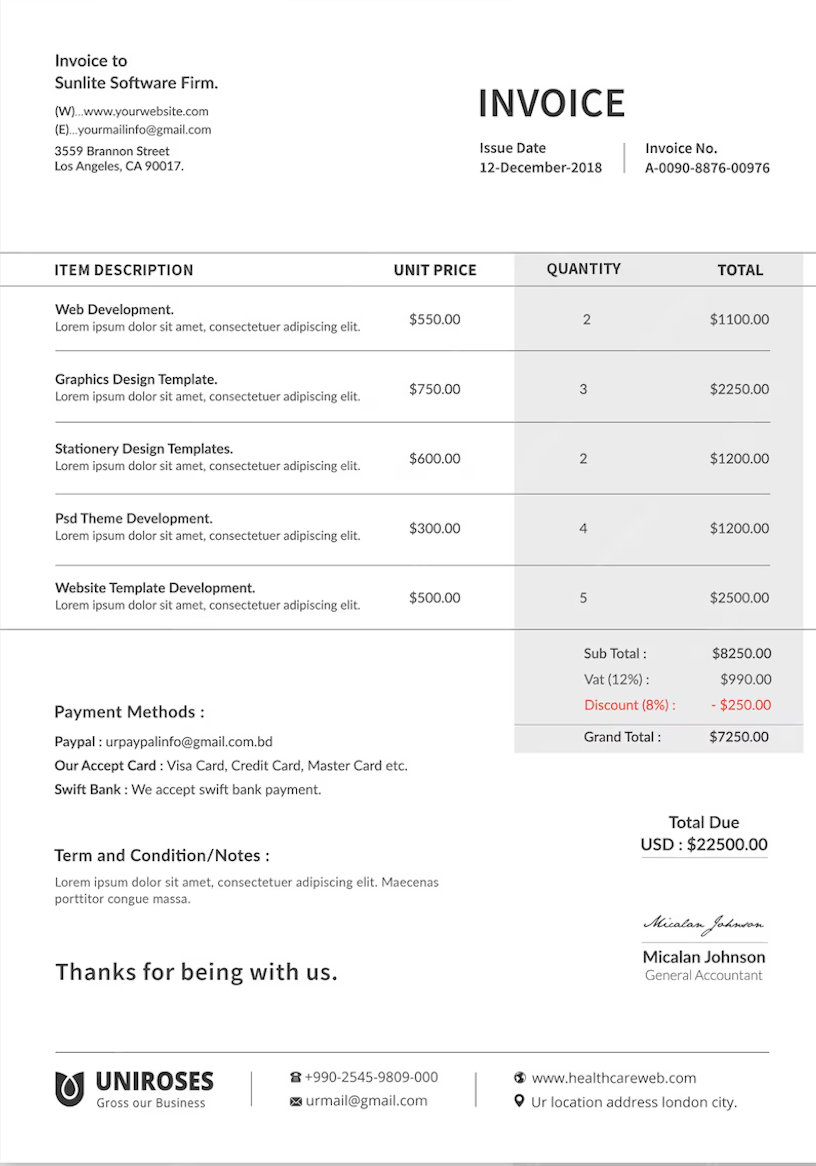 Invoice to
Sunlite Software Firm.
(W)...www.yourwebsite.com
(E)...yourmailinfo@gmail.com
3559 Brannon Street
Los Angeles, CA 90017.
INVOICE
Issue Date
12-December-2018
Invoice No.
A-0090-8876-00976
ITEM DESCRIPTION UNIT PRICE QUANTITY TOTAL
Web Development.
Lorem ipsum dolor sit amet, consectetuer adipiscing elit. $550.00 2 $1100.00
Graphics Design Template.
Lorem ipsum dolor sit amet, consectetuer adipiscing elit. $750.00 3 $2250.00
Stationery Design Templates.
Lorem ipsum dolor sit amet, consectetuer adipiscing elit. $600.00 2 $1200.00
Psd Theme Development.
Lorem ipsum dolor sit amet, consectetuer adipiscing elit. $300.00 4 $1200.00
Website Template Development.
Lorem ipsum dolor sit amet, consectetuer adipiscing elit. $500.00 5 $2500.00
Sub Total : $8250.00
Vat (12%) : $990.00
Discount (8%) : - $250.00
Grand Total : $7250.00
Payment Methods :
Paypal : urpaypalinfo@gmail.com.bd
Our Accept Card : Visa Card, Credit Card, Master Card etc.
Swift Bank : We accept swift bank payment.
Total Due
USD : $22500.00
Term and Condition/Notes :
Lorem ipsum dolor sit amet, consectetuer adipiscing elit. Maecenas
porttitor congue massa.
Micalan Johnson
Micalan Johnson
General Accountant
Thanks for being with us.
UNIROSES
Gross our Business
+990-2545-9809-000
urmail@gmail.com
www.healthcareweb.com
Ur location address london city.